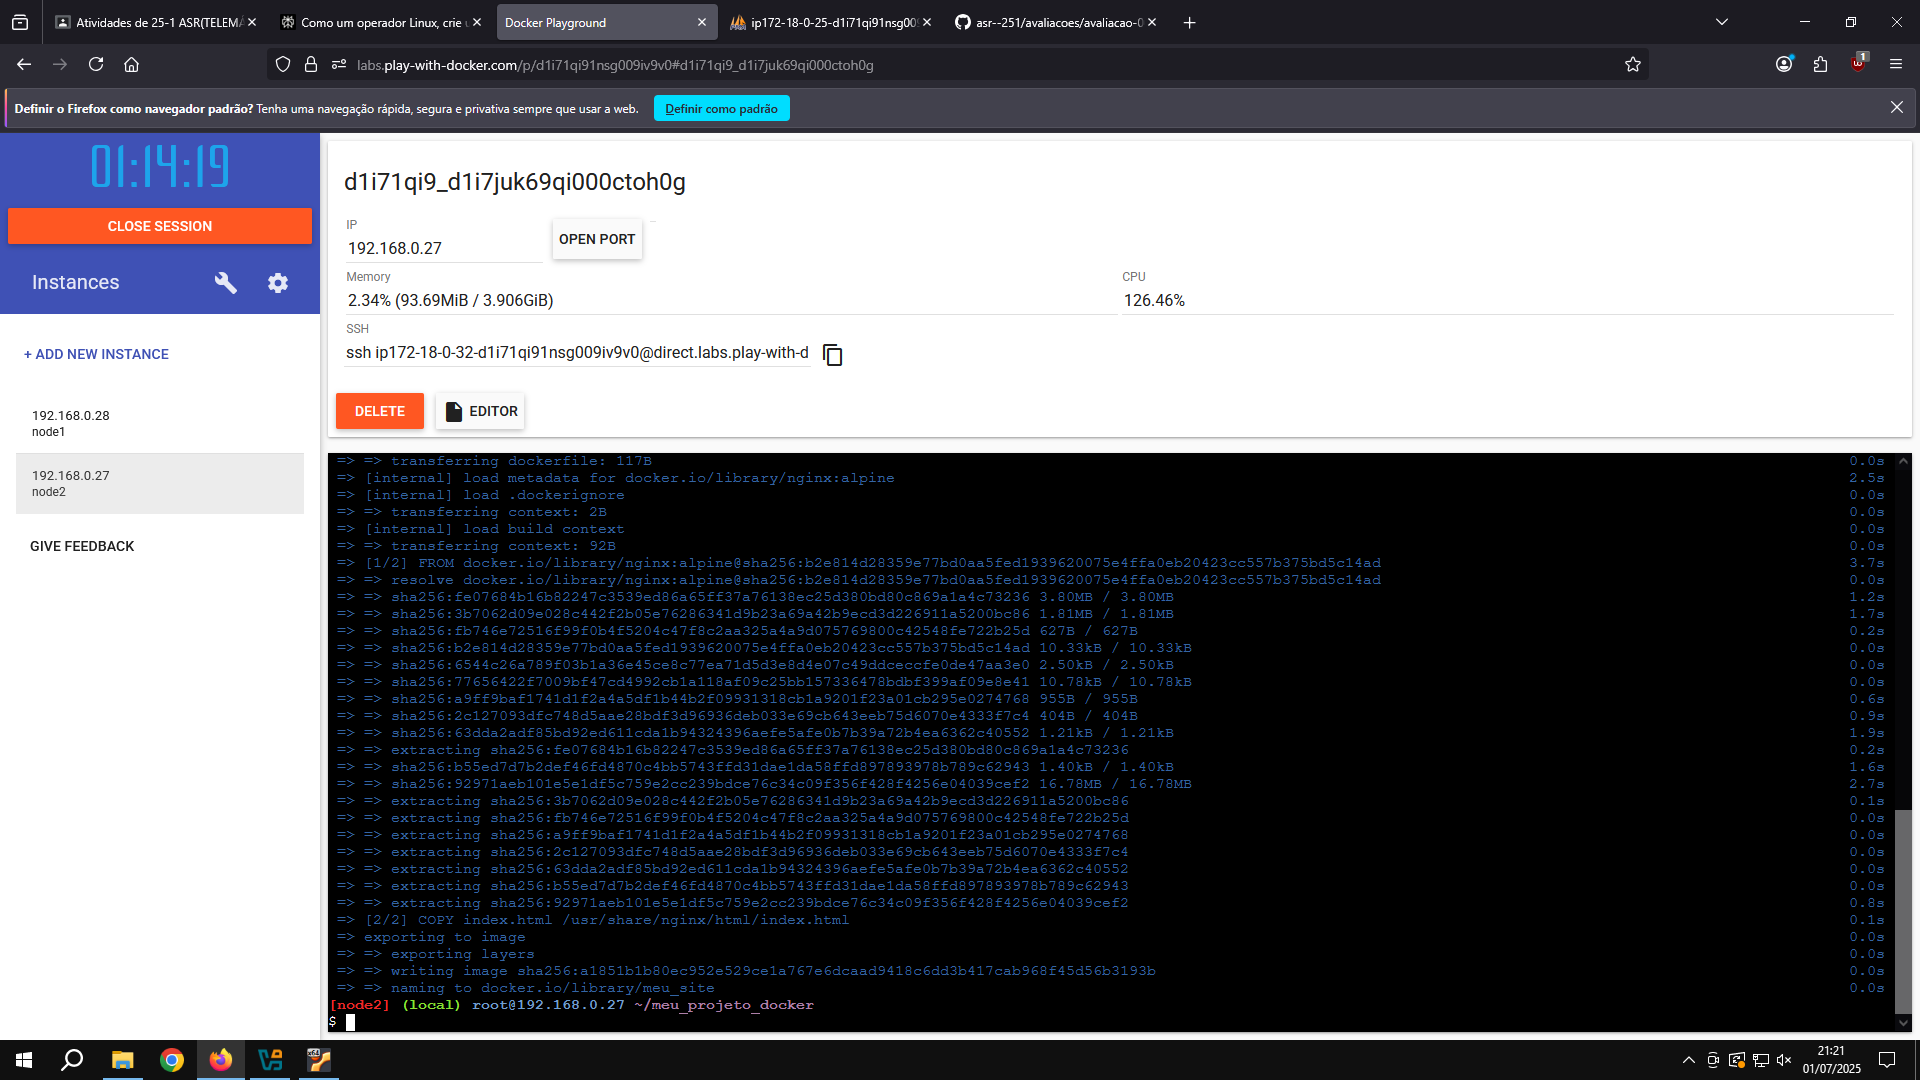 Atividades de 25-1 ASR(TELEMÁ
Como um operador Linux, crie u
Docker Playground
ip172-18-0-25-d1i71qi91nsg009
asr--251/avaliacoes/avaliacao-0
labs.play-with-docker.com/p/d1i71qi91nsg009iv9v0#d1i71qi9_d1i7juk69qi000ctoh0g
1
Definir o Firefox como navegador padrão? Tenha uma navegação rápida, segura e privativa sempre que usar a web.
Definir como padrão
01:14:19
CLOSE SESSION
Instances
+ ADD NEW INSTANCE
192.168.0.28
node1
192.168.0.27
node2
GIVE FEEDBACK
d1i71qi9_d1i7juk69qi000ctoh0g
IP
192.168.0.27
OPEN PORT
Memory
2.34% (93.69MiB / 3.906GiB)
CPU
126.46%
SSH
ssh ip172-18-0-32-d1i71qi91nsg009iv9v0@direct.labs.play-with-d
DELETE
EDITOR
=> => transferring dockerfile: 117B 0.0s
=> [internal] load metadata for docker.io/library/nginx:alpine 2.5s
=> [internal] load .dockerignore 0.0s
=> => transferring context: 2B 0.0s
=> [internal] load build context 0.0s
=> => transferring context: 92B 0.0s
=> [1/2] FROM docker.io/library/nginx:alpine@sha256:b2e814d28359e77bd0aa5fed1939620075e4ffa0eb20423cc557b375bd5c14ad 3.7s
=> => resolve docker.io/library/nginx:alpine@sha256:b2e814d28359e77bd0aa5fed1939620075e4ffa0eb20423cc557b375bd5c14ad 0.0s
=> => sha256:fe07684b16b82247c3539ed86a65ff37a76138ec25d380bd80c869a1a4c73236 3.80MB / 3.80MB 1.2s
=> => sha256:3b7062d09e028c442f2b05e76286341d9b23a69a42b9ecd3d226911a5200bc86 1.81MB / 1.81MB 1.7s
=> => sha256:fb746e72516f99f0b4f5204c47f8c2aa325a4a9d075769800c42548fe722b25d 627B / 627B 0.2s
=> => sha256:b2e814d28359e77bd0aa5fed1939620075e4ffa0eb20423cc557b375bd5c14ad 10.33kB / 10.33kB 0.0s
=> => sha256:6544c26a789f03b1a36e45ce8c77ea71d5d3e8d4e07c49ddceccfe0de47aa3e0 2.50kB / 2.50kB 0.0s
=> => sha256:77656422f7009bf47cd4992cb1a118af09c25bb157336478bdbf399af09e8e41 10.78kB / 10.78kB 0.0s
=> => sha256:a9ff9baf1741d1f2a4a5df1b44b2f09931318cb1a9201f23a01cb295e0274768 955B / 955B 0.6s
=> => sha256:2c127093dfc748d5aae28bdf3d96936deb033e69cb643eeb75d6070e4333f7c4 404B / 404B 0.9s
=> => sha256:63dda2adf85bd92ed611cda1b94324396aefe5afe0b7b39a72b4ea6362c40552 1.21kB / 1.21kB 1.9s
=> => extracting sha256:fe07684b16b82247c3539ed86a65ff37a76138ec25d380bd80c869a1a4c73236 0.2s
=> => sha256:b55ed7d7b2def46fd4870c4bb5743ffd31dae1da58ffd897893978b789c62943 1.40kB / 1.40kB 1.6s
=> => sha256:92971aeb101e5e1df5c759e2cc239bdce76c34c09f356f428f4256e04039cef2 16.78MB / 16.78MB 2.7s
=> => extracting sha256:3b7062d09e028c442f2b05e76286341d9b23a69a42b9ecd3d226911a5200bc86 0.1s
=> => extracting sha256:fb746e72516f99f0b4f5204c47f8c2aa325a4a9d075769800c42548fe722b25d 0.0s
=> => extracting sha256:a9ff9baf1741d1f2a4a5df1b44b2f09931318cb1a9201f23a01cb295e0274768 0.0s
=> => extracting sha256:2c127093dfc748d5aae28bdf3d96936deb033e69cb643eeb75d6070e4333f7c4 0.0s
=> => extracting sha256:63dda2adf85bd92ed611cda1b94324396aefe5afe0b7b39a72b4ea6362c40552 0.0s
=> => extracting sha256:b55ed7d7b2def46fd4870c4bb5743ffd31dae1da58ffd897893978b789c62943 0.0s
=> => extracting sha256:92971aeb101e5e1df5c759e2cc239bdce76c34c09f356f428f4256e04039cef2 0.8s
=> [2/2] COPY index.html /usr/share/nginx/html/index.html 0.1s
=> exporting to image 0.0s
=> => exporting layers 0.0s
=> => writing image sha256:a1851b1b80ec952e529ce1a767e6dcaad9418c6dd3b417cab968f45d56b3193b 0.0s
=> => naming to docker.io/library/meu_site 0.0s
[node2] (local) root@192.168.0.27 ~/meu_projeto_docker
$
21:21
01/07/2025